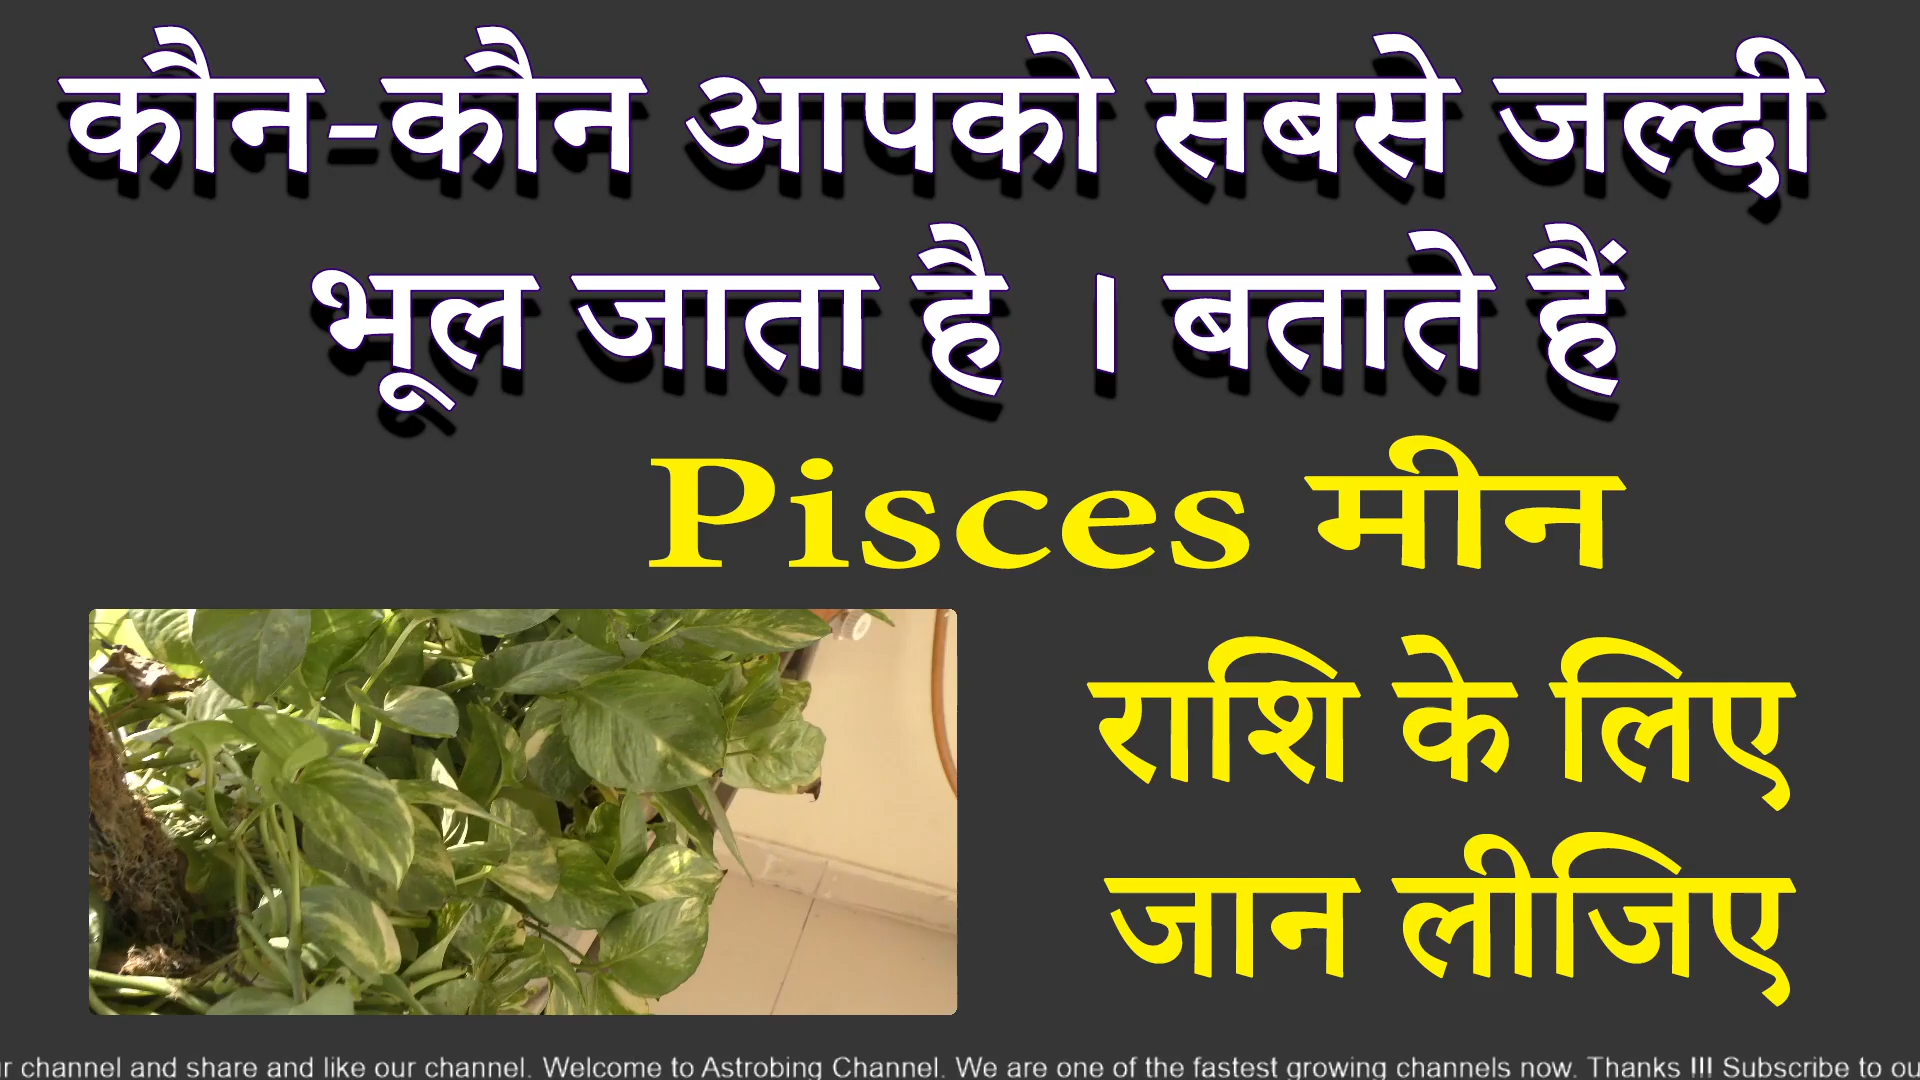 कौन-कौन आपको सबसे जल्दी
भूल जाता है । बताते हैं
Pisces मीन
राशि के लिए
जान लीजिए
channel and share and like our channel. Welcome to Astrobing Channel. We are one of the fastest growing channels now. Thanks !!! Subscribe to